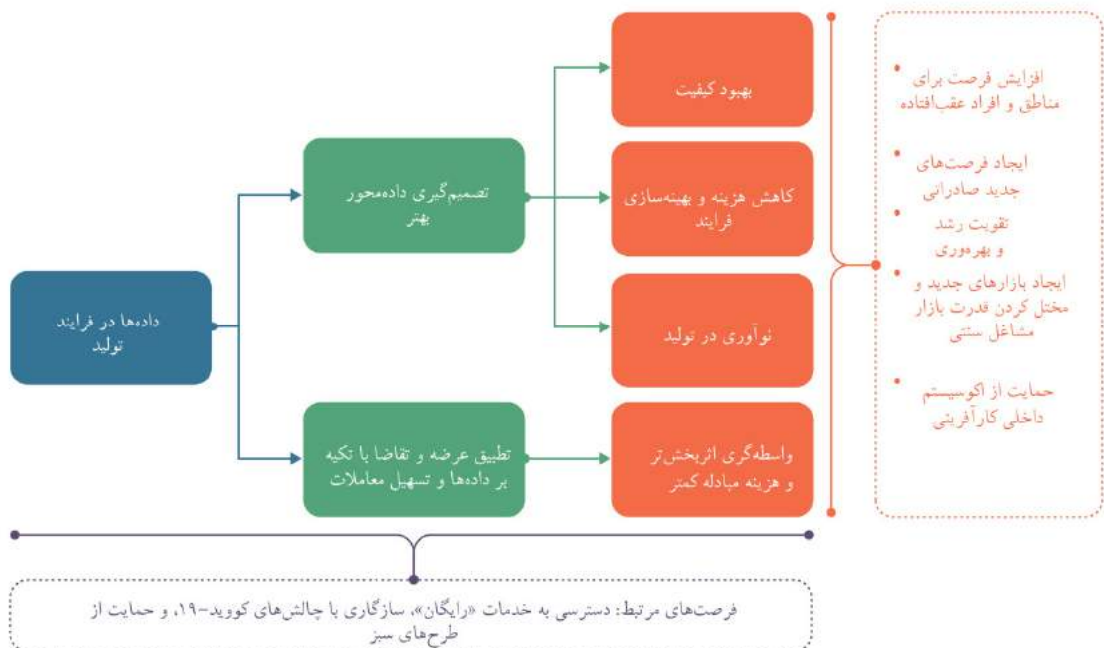 داده‌ها در فرایند
تولید
تصمیم‌گیری داده‌محور
بهتر
تطبیق عرضه و تقاضا با تکیه
بر داده‌ها و تسهیل معاملات
بهبود کیفیت
کاهش هزینه و بهینه‌سازی
فرایند
نوآوری در تولید
واسطه‌گری اثربخش‌تر
و هزینه مبادله کمتر
• افزایش فرصت برای
مناطق و افراد عقب‌افتاده
• ایجاد فرصت‌های
جدید صادراتی
• تقویت رشد
و بهره‌وری
• ایجاد بازارهای جدید و
مختل کردن قدرت بازار
مشاغل سنتی
• حمایت از اکوسیستم
داخلی کارآفرینی
فرصت‌های مرتبط: دسترسی به خدمات «رایگان»، سازگاری با چالش‌های کووید-۱۹، و حمایت از
طرح‌های سبز